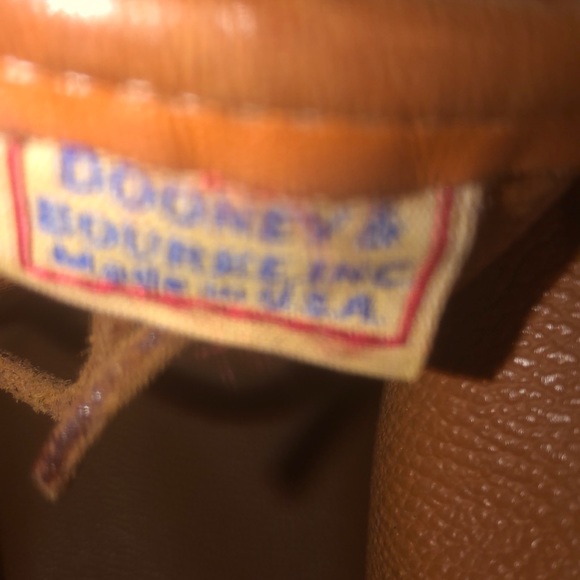 DOONEY &
BOURKE, INC
Made in U.S.A.